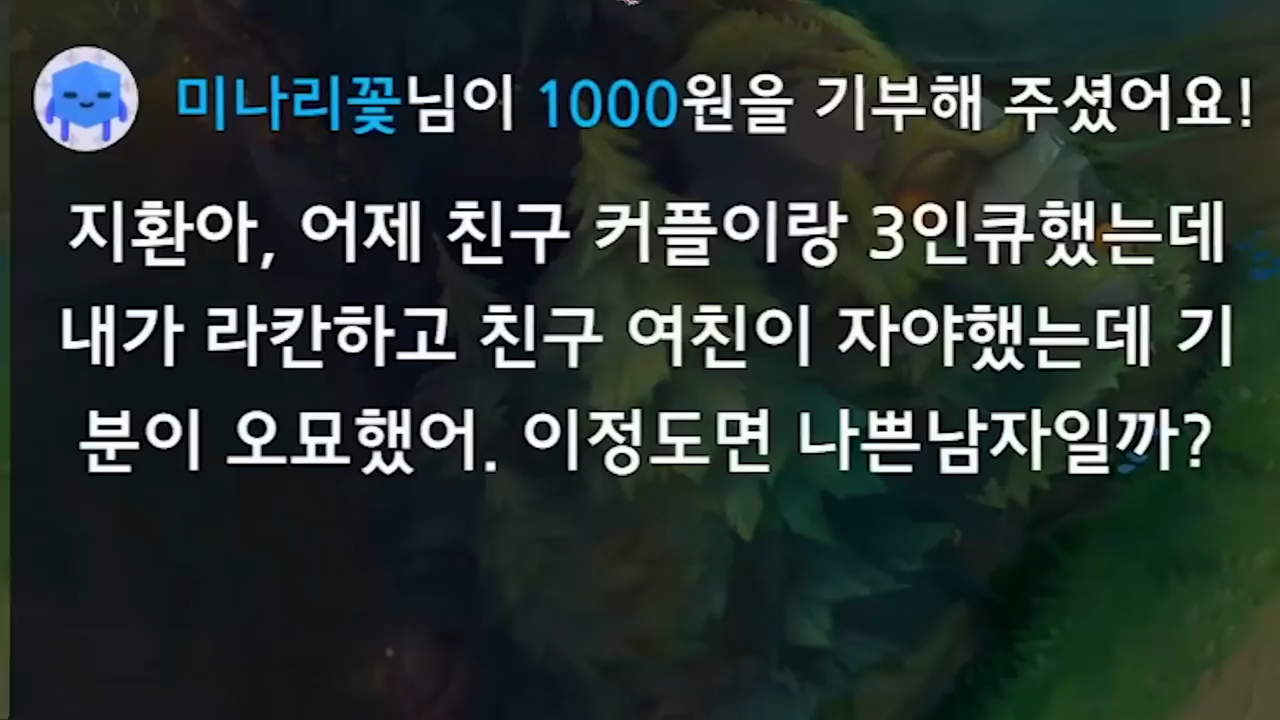 미나리꽃님이 1000원을 기부해 주셨어요!
지환아, 어제 친구 커플이랑 3인큐했는데
내가 라칸하고 친구 여친이 자야했는데 기
분이 오묘했어. 이정도면 나쁜남자일까?